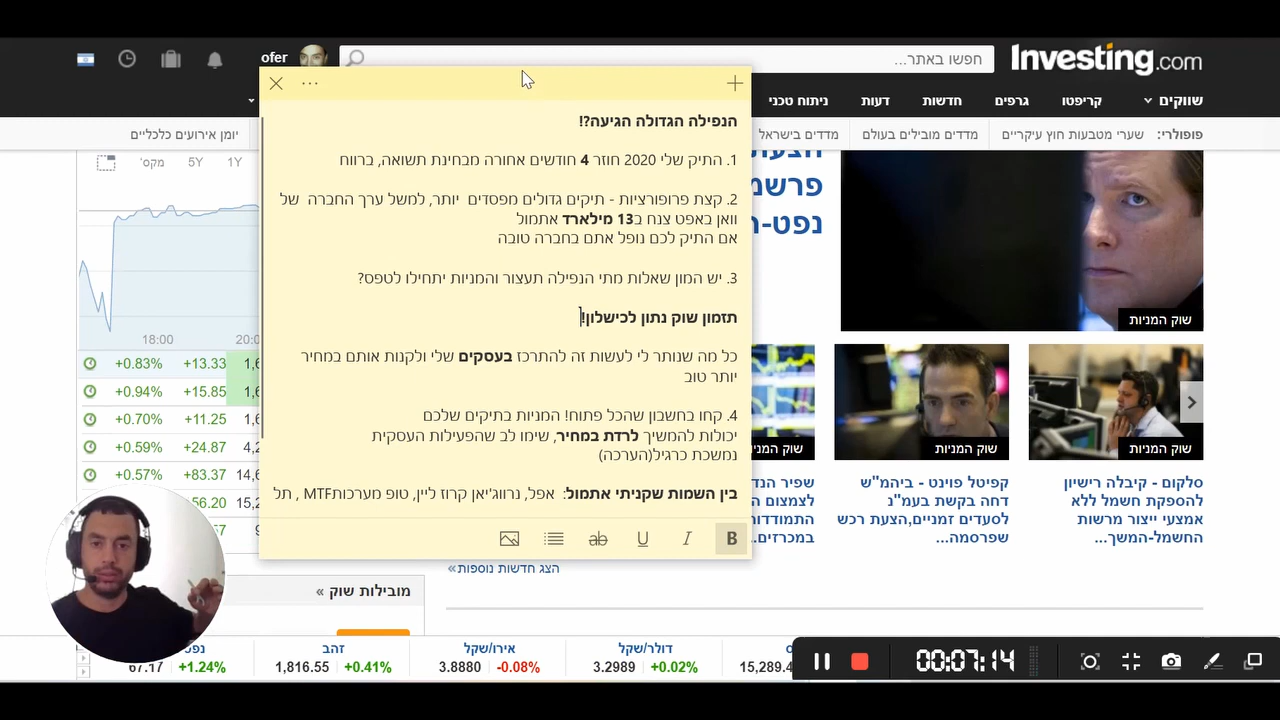 ofer
חפשו באתר...
Investing.com
שווקים
קריפטו
גרפים
חדשות
דעות
ניתוח טכני
פופולרי:
שערי מטבעות חוץ עיקריים
מדדים מובילים בעולם
מדדים בישראל
יומן אירועים כלכליים
1Y
5Y
מקס'
הנפילה הגדולה הגיעה?!
1. התיק שלי 2020 חוזר 4 חודשים אחורה מבחינת תשואה, ברווח
2. קצת פרופורציות - תיקים גדולים מפסדים יותר, למשל ערך החברה של
וואן באפט צנח ב13 מילארד אתמול
אם התיק לכם נופל אתם בחברה טובה
3. יש המון שאלות מתי הנפילה תעצור והמניות יתחילו לטפס?
תזמון שוק נתון לכישלון!
כל מה שנותר לי לעשות זה להתרכז בעסקים שלי ולקנות אותם במחיר
יותר טוב
4. קחו בחשבון שהכל פתוח! המניות בתיקים שלכם
יכולות להמשיך לרדת במחיר, שימו לב שהפעילות העסקית
נמשכת כרגיל(הערכה)
בין השמות שקניתי אתמול: אפל, נרווג'יאן קרוז ליין, טופ מערכות MTF, תל
B
I
U
ab
18:00
+0.83% +13.33
+0.94% +15.85
+0.70% +11.25
+0.59% +24.87
+0.57% +83.37
שוק המניות
שוק המניות
שוק המניות
סלקום - קיבלה רישיון
להספקת חשמל ללא
אמצעי ייצור מרשות
החשמל-המשך...
קפיטל פוינט - ביהמ"ש
דחה בקשת בעמ"נ
לסעדים זמניים,הצעת רכש
שפורסמה...
הצג חדשות נוספות»
מובילות שוק »
67.17 +1.24%
זהב
1,816.55 +0.41%
אירו/שקל
3.8880 -0.08%
דולר/שקל
3.2989 +0.02%
00:07:14